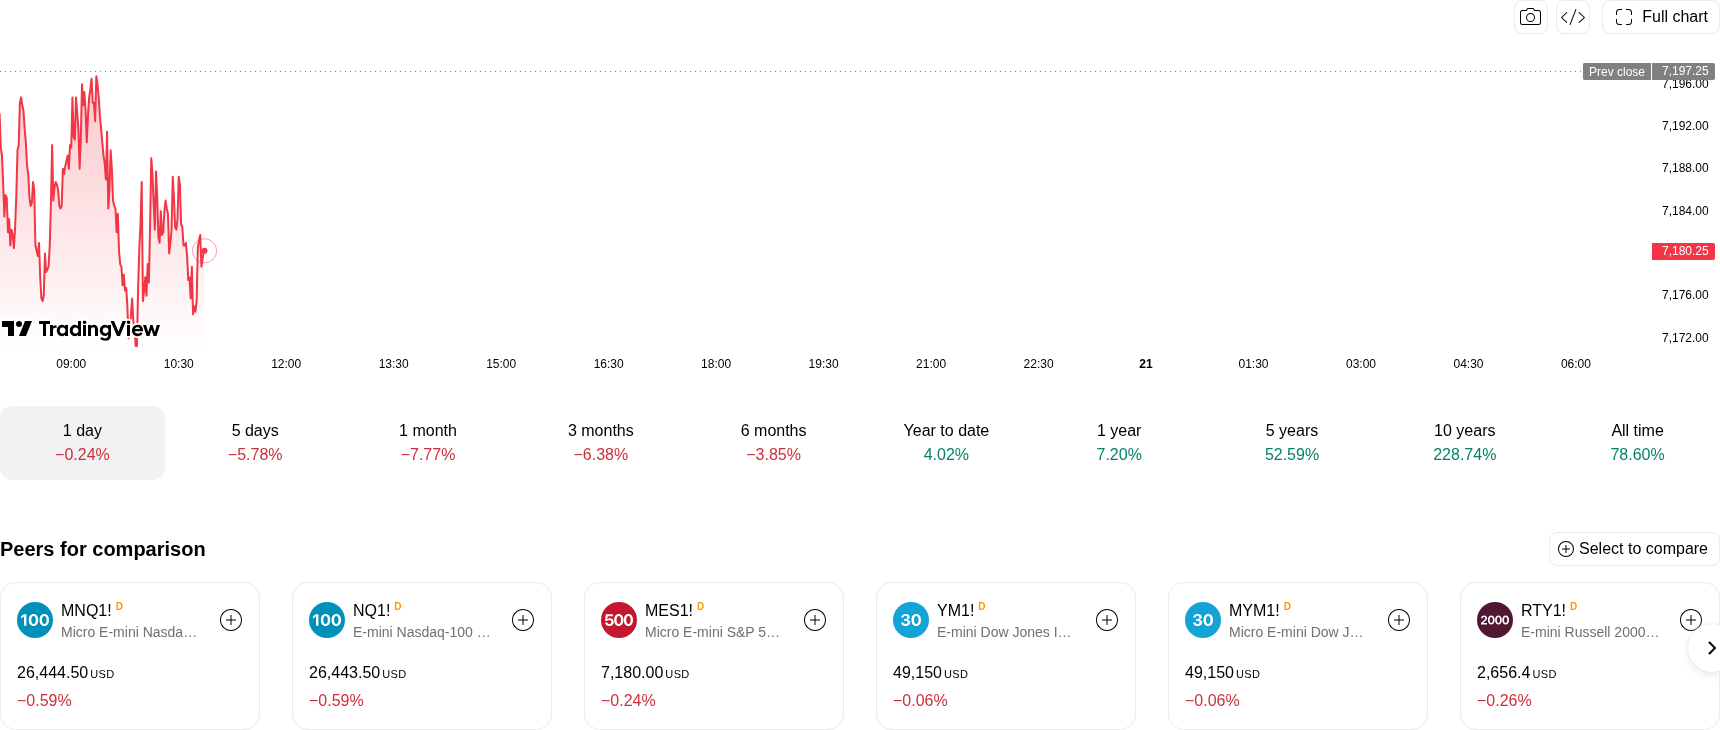 Full chart
Prev close 7,197.25
7,196.00
7,192.00
7,188.00
7,184.00
7,180.25
7,176.00
7,172.00
TradingView
09:00 10:30 12:00 13:30 15:00 16:30 18:00 19:30 21:00 22:30 21 01:30 03:00 04:30 06:00
1 day 5 days 1 month 3 months 6 months Year to date 1 year 5 years 10 years All time
−0.24% −5.78% −7.77% −6.38% −3.85% 4.02% 7.20% 52.59% 228.74% 78.60%
Peers for comparison
Select to compare
100 MNQ1! D
Micro E-mini Nasda…
26,444.50 USD
−0.59%
100 NQ1! D
E-mini Nasdaq-100 …
26,443.50 USD
−0.59%
500 MES1! D
Micro E-mini S&P 5…
7,180.00 USD
−0.24%
30 YM1! D
E-mini Dow Jones I…
49,150 USD
−0.06%
30 MYM1! D
Micro E-mini Dow J…
49,150 USD
−0.06%
2000 RTY1! D
E-mini Russell 2000…
2,656.4 USD
−0.26%